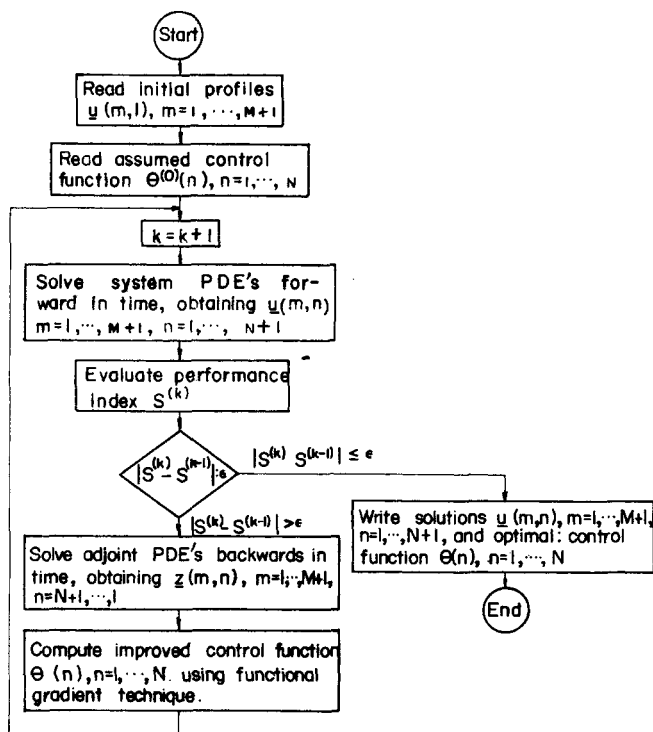 Start
Read initial profiles
u(m,1), m=1, ..., M+1
Read assumed control
function Θ(0)(n), n=1, ..., N
k = k + 1
Solve system PDE's for-
ward in time, obtaining u(m,n)
m=1, ..., M+1, n=1, ..., N+1
Evaluate performance
index S(k)
|S(k) - S(k-1)| : ε
|S(k) S(k-1)| ≤ ε
|S(k) - S(k-1)| > ε
Write solutions u(m,n), m=1, ..., M+1,
n=1, ..., N+1, and optimal: control
function Θ(n), n=1, ..., N
End
Solve adjoint PDE's backwards in
time, obtaining z(m,n), m=1, ..., M+1,
n=N+1, ..., 1
Compute improved control function
Θ (n), n=1, ..., N. using functional
gradient technique.